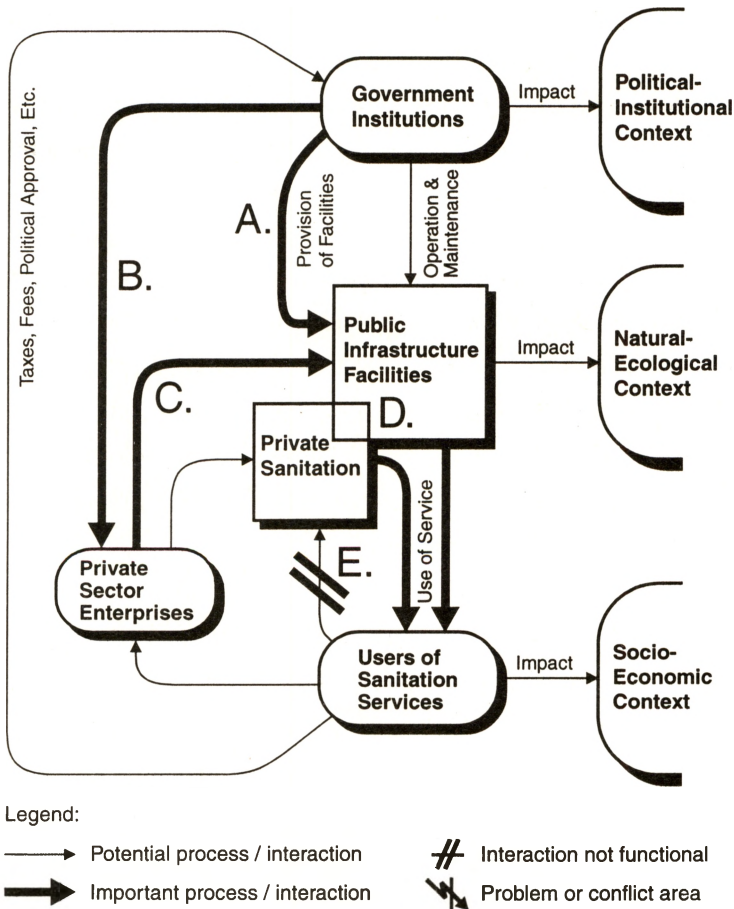 Government
Institutions
Impact
Political-
Institutional
Context
Taxes, Fees, Political Approval, Etc.
A.
Provision
of Facilities
Operation &
Maintenance
B.
Public
Infrastructure
Facilities
Impact
Natural-
Ecological
Context
C.
D.
Private
Sanitation
Use of Service
E.
Private
Sector
Enterprises
Users of
Sanitation
Services
Impact
Socio-
Economic
Context
Legend:
Potential process / interaction
Interaction not functional
Important process / interaction
Problem or conflict area